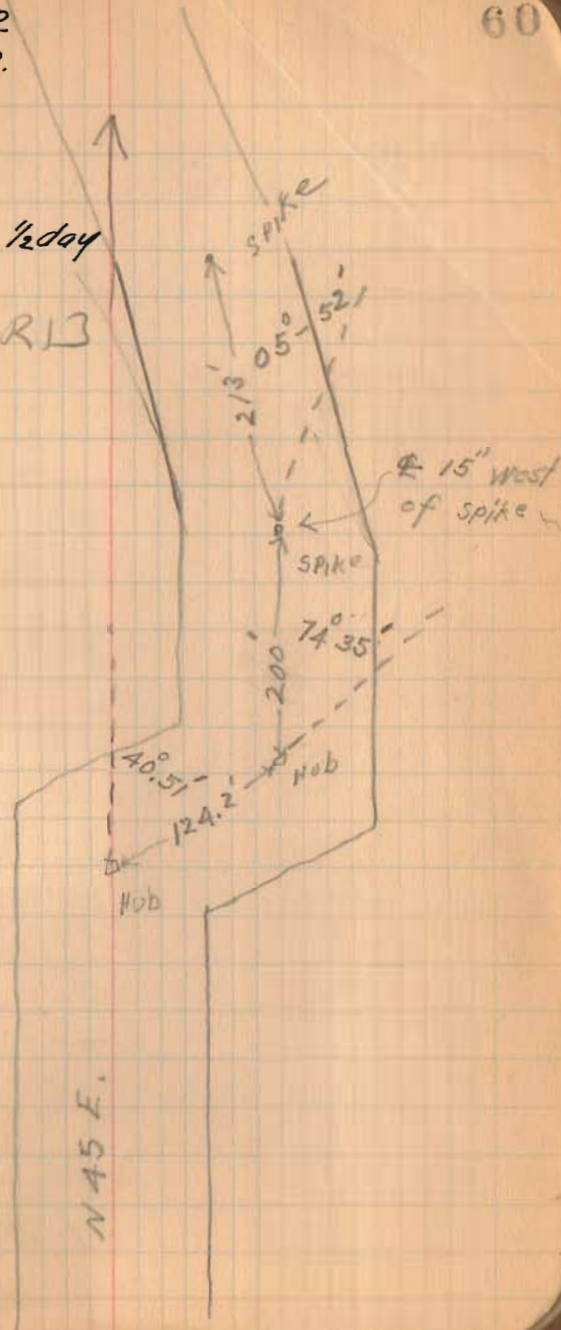 60
1/2 day
R13
Spike
05° 52'
213'
℄ 15" west
of spike
SPIKE
74° 35'
200'
Hub
40° 51'
124.2'
Hub
N 45 E.